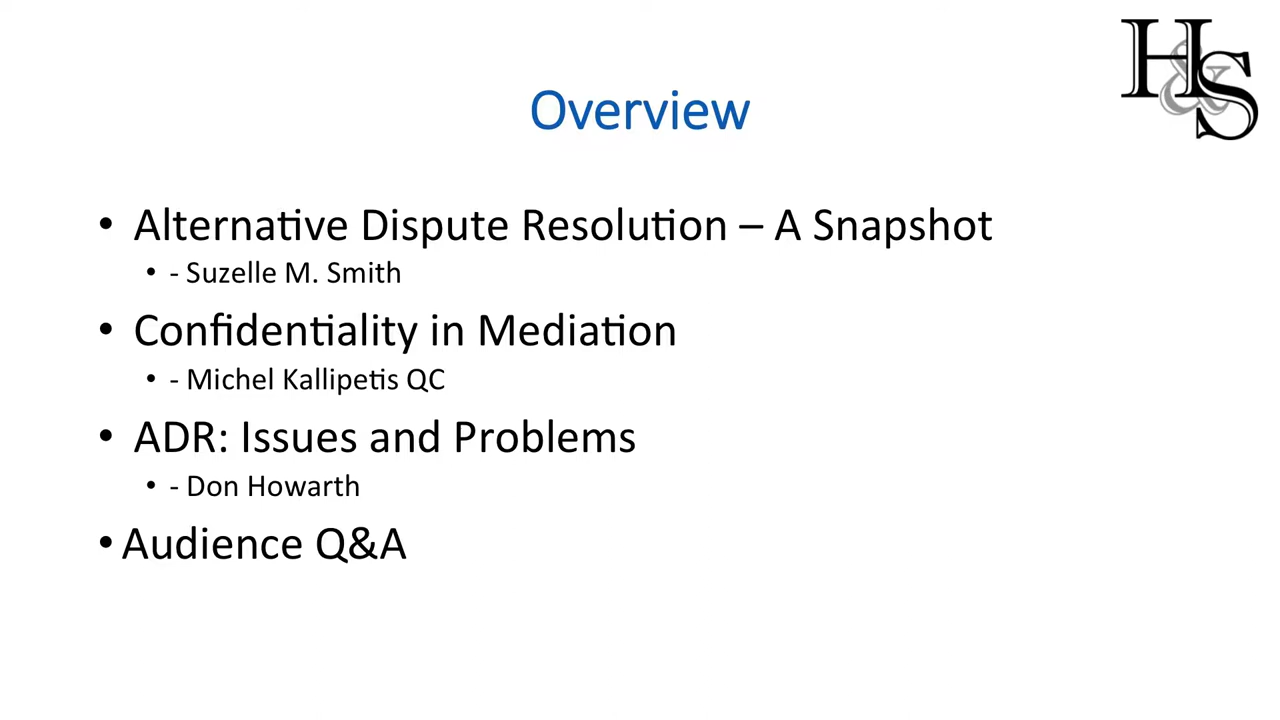 H&S
Overview
• Alternative Dispute Resolution – A Snapshot
• - Suzelle M. Smith
• Confidentiality in Mediation
• - Michel Kallipetis QC
• ADR: Issues and Problems
• - Don Howarth
• Audience Q&A